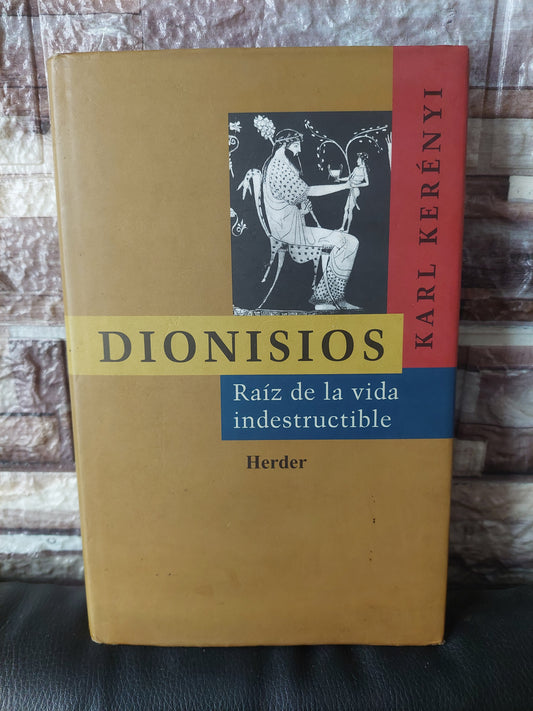 KARL KERÉNYI
DIONISIOS
Raíz de la vida
indestructible
Herder